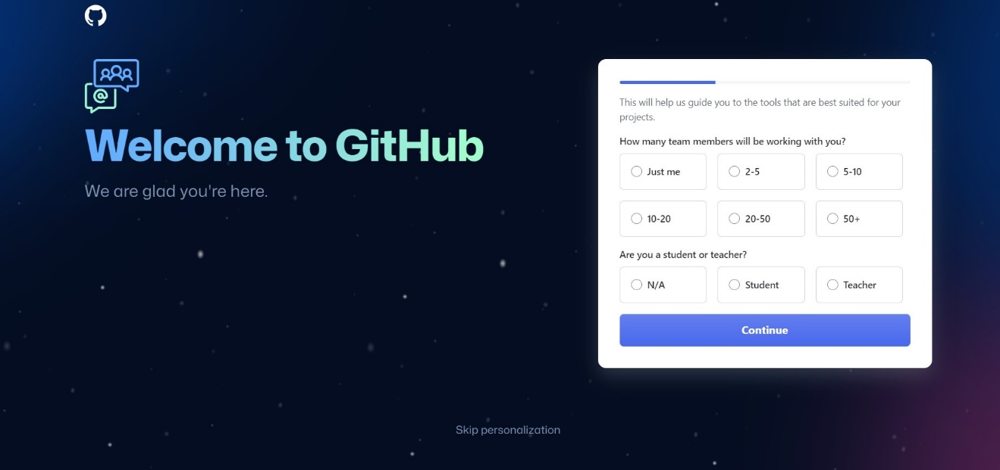 Welcome to GitHub
We are glad you're here.
This will help us guide you to the tools that are best suited for your
projects.
How many team members will be working with you?
Just me
2-5
5-10
10-20
20-50
50+
Are you a student or teacher?
N/A
Student
Teacher
Continue
Skip personalization